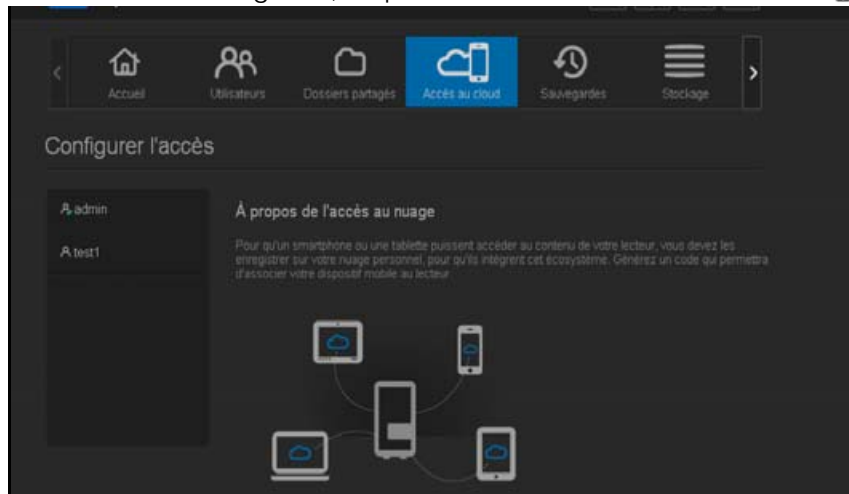 Accueil
Utilisateurs
Dossiers partagés
Accès au cloud
Sauvegardes
Stockage
Configurer l'accès
admin
test1
À propos de l'accès au nuage
Pour qu'un smartphone ou une tablette puissent accéder au contenu de votre lecteur, vous devez les
enregistrer sur votre nuage personnel, pour qu'ils intègrent cet écosystème. Générez un code qui permettra
d'associer votre dispositif mobile au lecteur